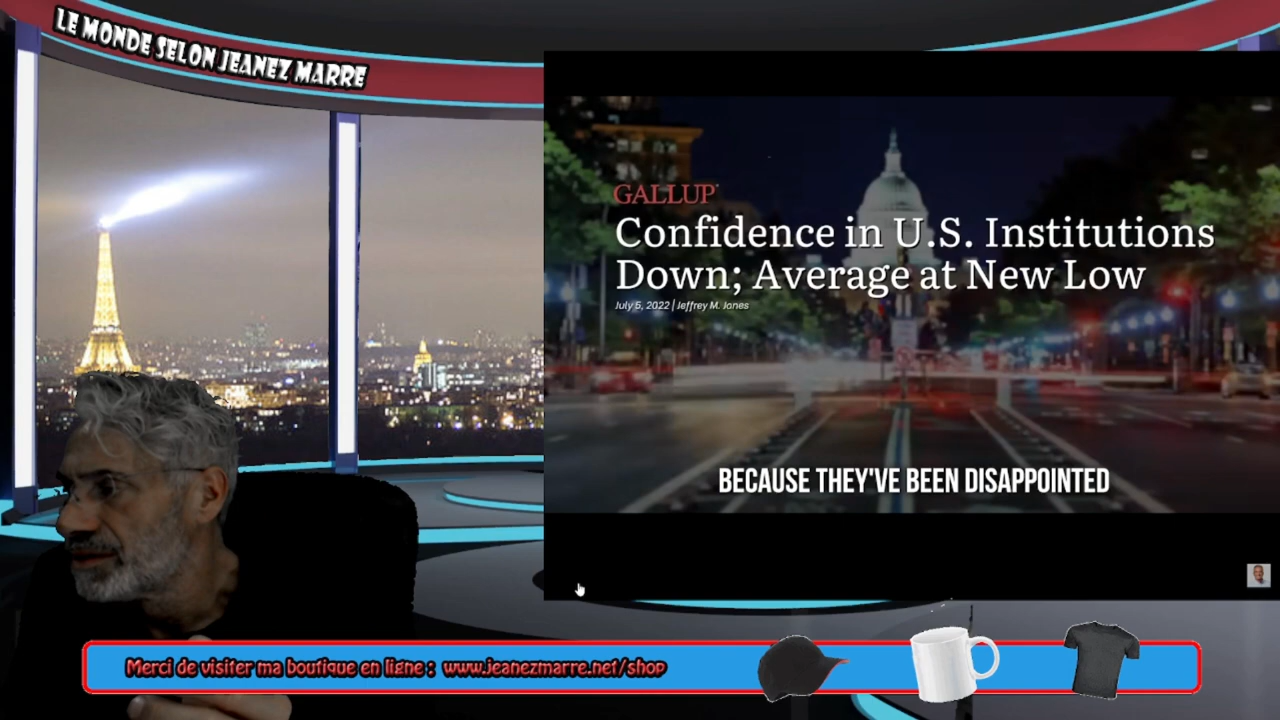 LE MONDE SELON JEANEZ MARRE
GALLUP
Confidence in U.S. Institutions
Down; Average at New Low
July 5, 2022 | Jeffrey M. Jones
BECAUSE THEY'VE BEEN DISAPPOINTED
Merci de visiter ma boutique en ligne : www.jeanezmarre.net/shop